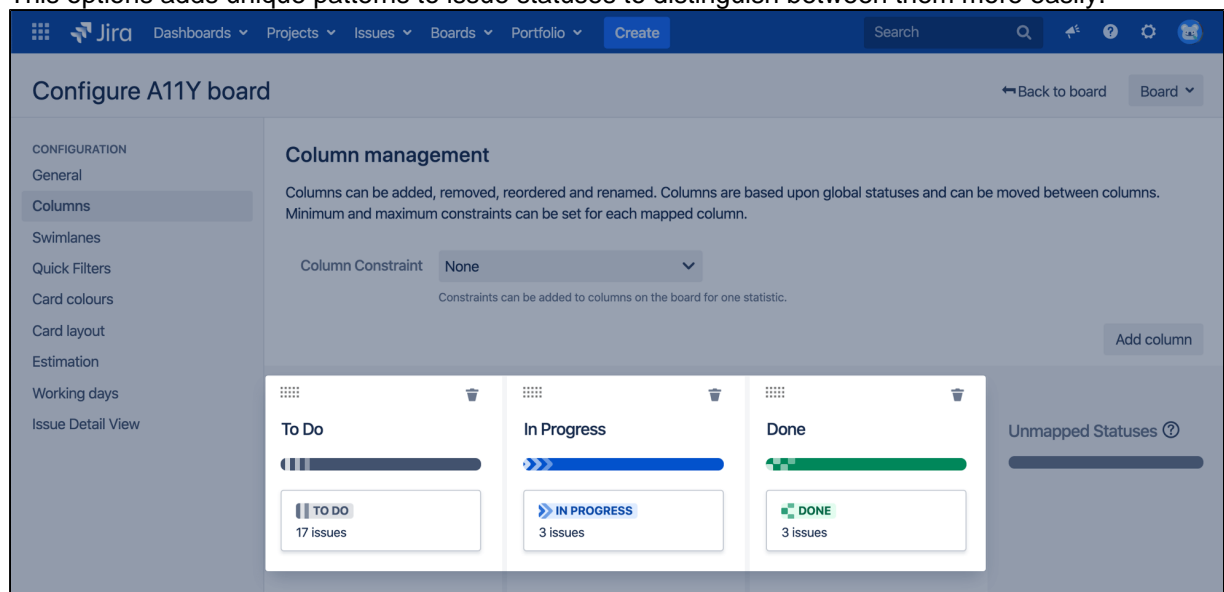 This options adds unique patterns to issue statuses to distinguish between them more easily.
Jira Dashboards Projects Issues Boards Portfolio Create Search
Configure A11Y board
Back to board Board
CONFIGURATION
General
Columns
Swimlanes
Quick Filters
Card colours
Card layout
Estimation
Working days
Issue Detail View
Column management
Columns can be added, removed, reordered and renamed. Columns are based upon global statuses and can be moved between columns.
Minimum and maximum constraints can be set for each mapped column.
Column Constraint None
Constraints can be added to columns on the board for one statistic.
Add column
To Do In Progress Done Unmapped Statuses
TO DO IN PROGRESS DONE
17 issues 3 issues 3 issues